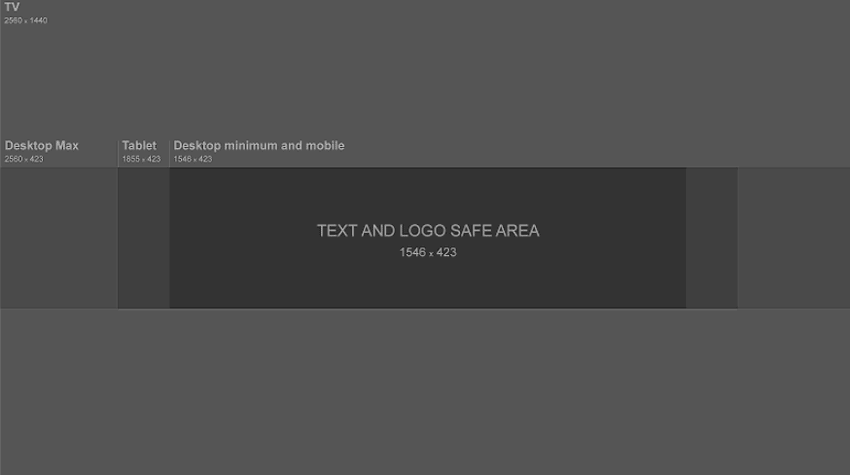 TV
2560 x 1440
Desktop Max
2560 x 423
Tablet
1855 x 423
Desktop minimum and mobile
1546 x 423
TEXT AND LOGO SAFE AREA
1546 x 423